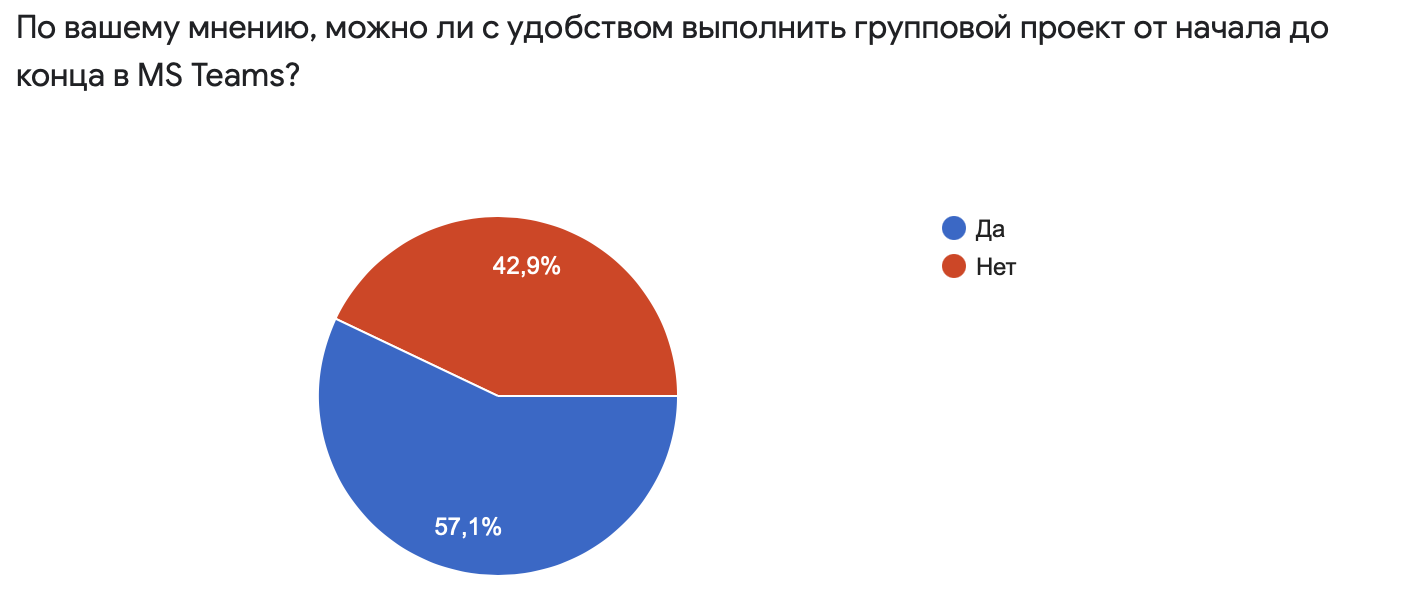 По вашему мнению, можно ли с удобством выполнить групповой проект от начала до
конца в MS Teams?
Да
Нет
42,9%
57,1%